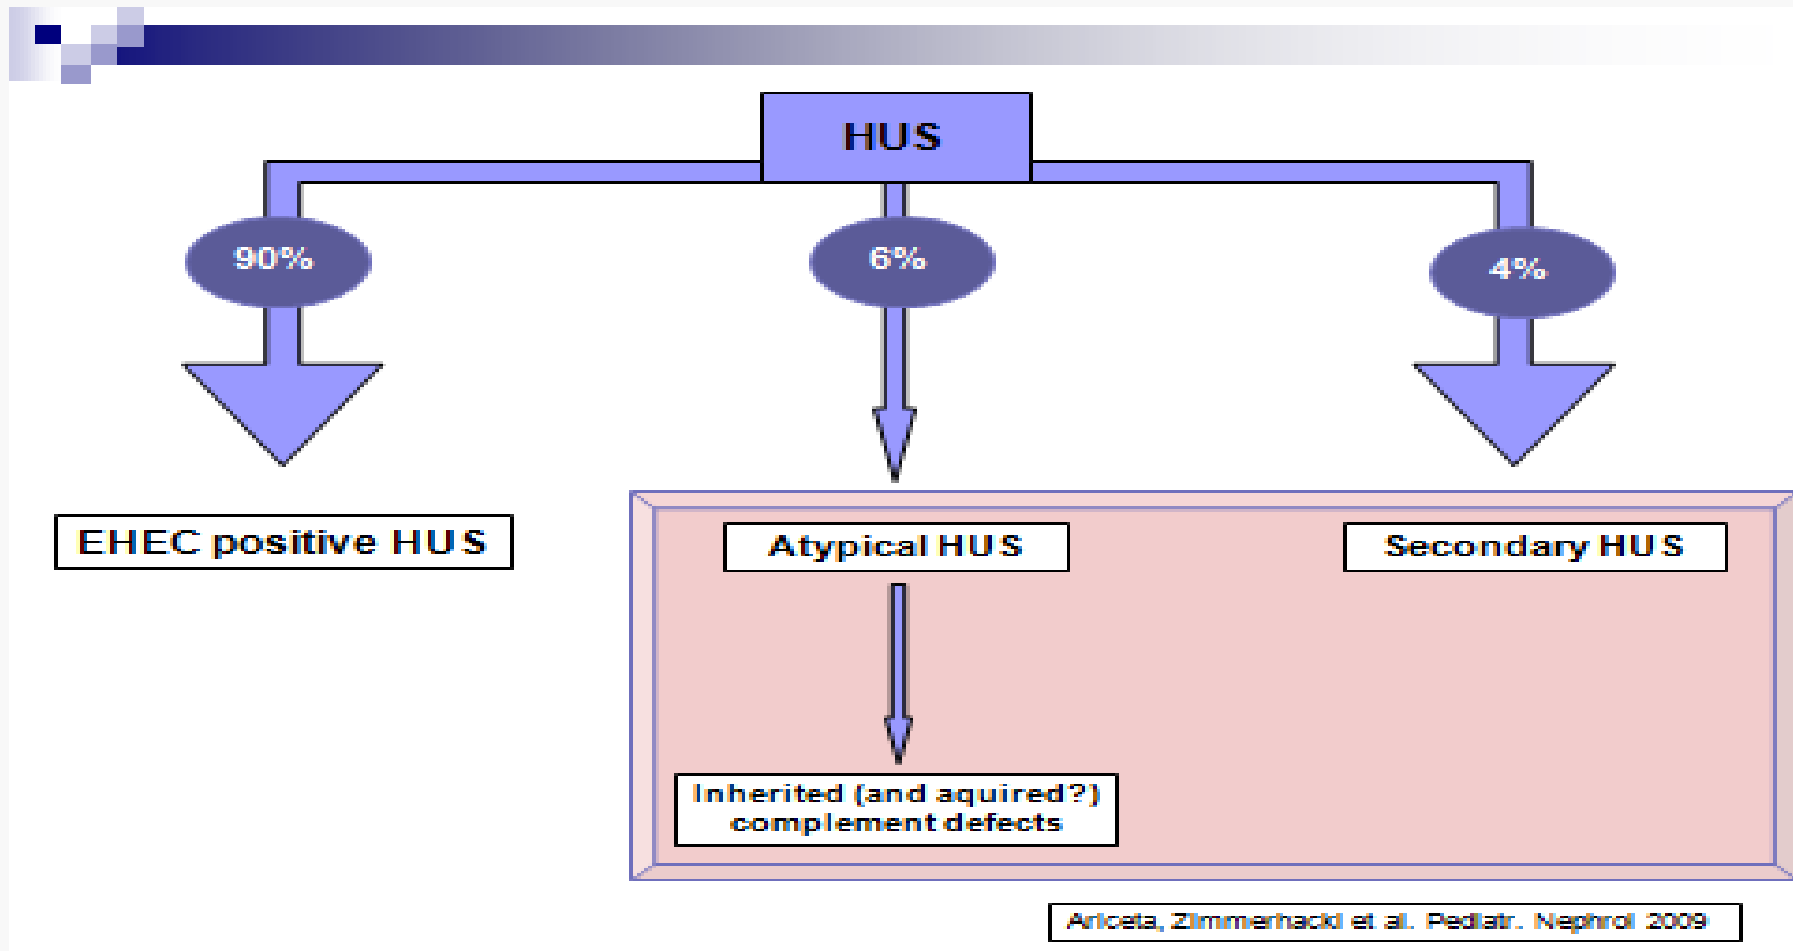 HUS
90%
6%
4%
EHEC positive HUS
Atypical HUS
Secondary HUS
Inherited (and aquired?)
complement defects
Ariceta, Zimmerhackl et al. Pediatr. Nephrol 2009